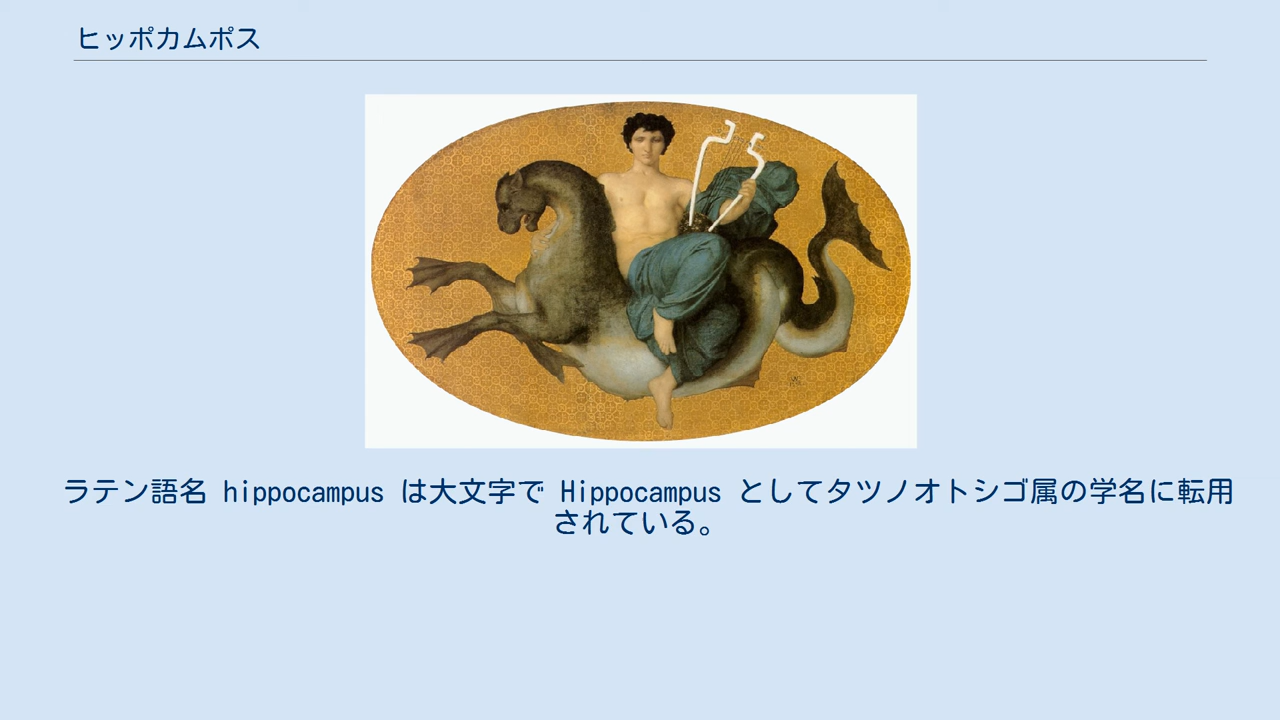 ヒッポカムポス
ラテン語名 hippocampus は大文字で Hippocampus としてタツノオトシゴ属の学名に転用
されている。